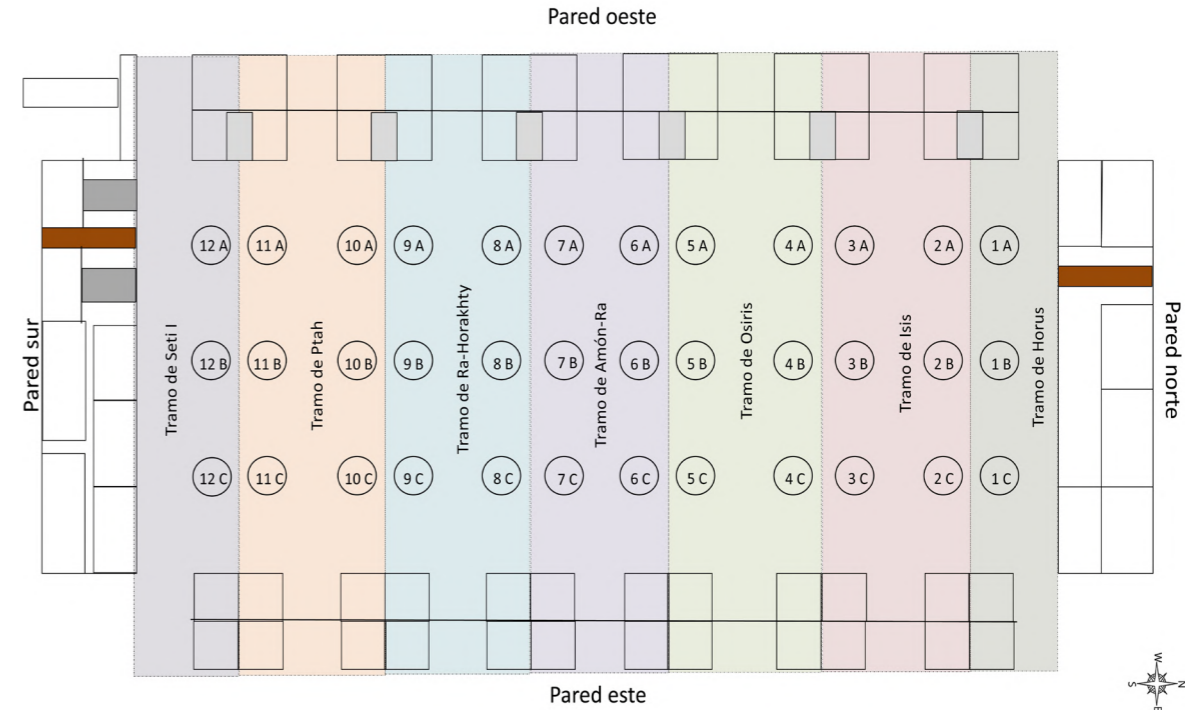 Pared oeste
12 A 11 A 10 A 9 A 8 A 7 A 6 A 5 A 4 A 3 A 2 A 1 A
Pared sur
Tramo de Seti I
Tramo de Ptah
Tramo de Ra-Horakhty
Tramo de Amón-Ra
Tramo de Osiris
Tramo de Isis
Tramo de Horus
Pared norte
12 B 11 B 10 B 9 B 8 B 7 B 6 B 5 B 4 B 3 B 2 B 1 B
12 C 11 C 10 C 9 C 8 C 7 C 6 C 5 C 4 C 3 C 2 C 1 C
Pared este
W
S N
E